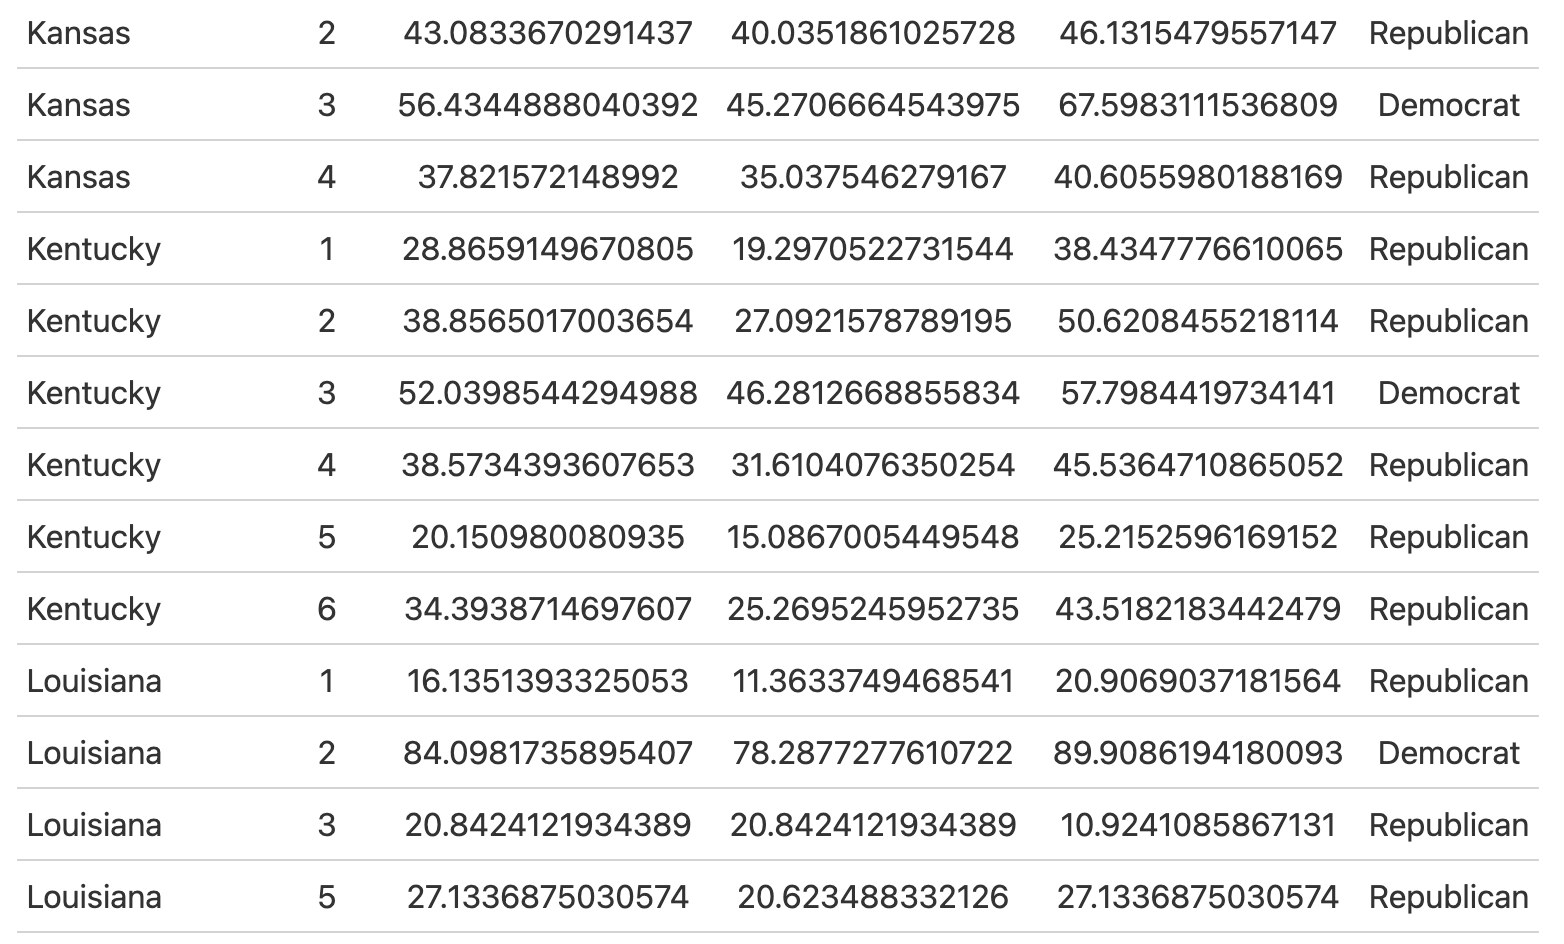 Kansas 2 43.0833670291437 40.0351861025728 46.1315479557147 Republican
Kansas 3 56.4344888040392 45.2706664543975 67.5983111536809 Democrat
Kansas 4 37.821572148992 35.037546279167 40.6055980188169 Republican
Kentucky 1 28.8659149670805 19.2970522731544 38.4347776610065 Republican
Kentucky 2 38.8565017003654 27.0921578789195 50.6208455218114 Republican
Kentucky 3 52.0398544294988 46.2812668855834 57.7984419734141 Democrat
Kentucky 4 38.5734393607653 31.6104076350254 45.5364710865052 Republican
Kentucky 5 20.150980080935 15.0867005449548 25.2152596169152 Republican
Kentucky 6 34.3938714697607 25.2695245952735 43.5182183442479 Republican
Louisiana 1 16.1351393325053 11.3633749468541 20.9069037181564 Republican
Louisiana 2 84.0981735895407 78.2877277610722 89.9086194180093 Democrat
Louisiana 3 20.8424121934389 20.8424121934389 10.9241085867131 Republican
Louisiana 5 27.1336875030574 20.623488332126 27.1336875030574 Republican